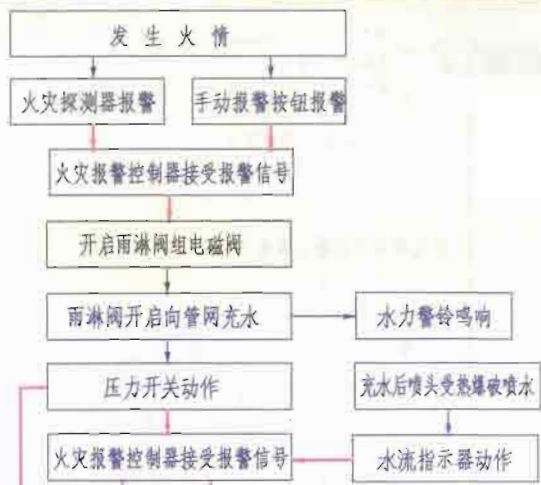 发生火情
火灾探测器报警 手动报警按钮报警
火灾报警控制器接受报警信号
开启雨淋阀组电磁阀
雨淋阀开启向管网充水 水力警铃鸣响
压力开关动作 充水后喷头受热爆破喷水
火灾报警控制器接受报警信号 水流指示器动作